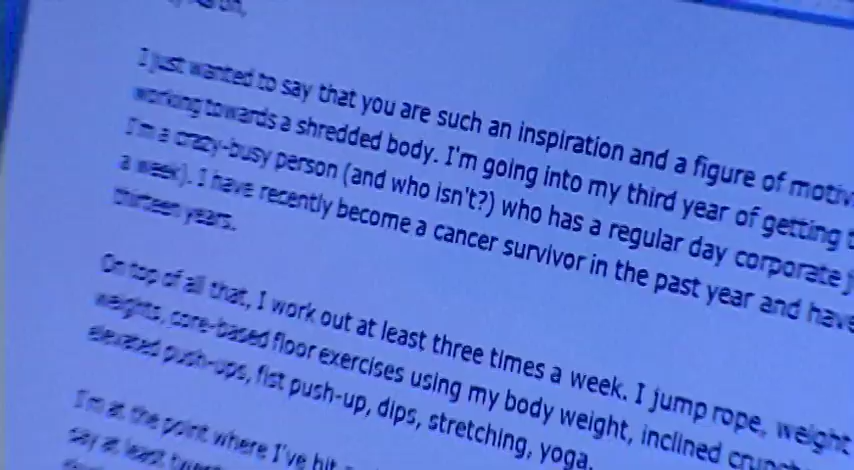 I just wanted to say that you are such an inspiration and a figure of
working towards a shredded body. I'm going into my third year of getting
I'm a crazy-busy person (and who isn't?) who has a regular day corporate
a week). I have recently become a cancer survivor in the past year and have
thirteen years.
On top of all that, I work out at least three times a week. I jump rope, weight
weights, core-based floor exercises using my body weight, inclined
elevated push-ups, fist push-up, dips, stretching, yoga.
I'm at the point where I've hit
say at least